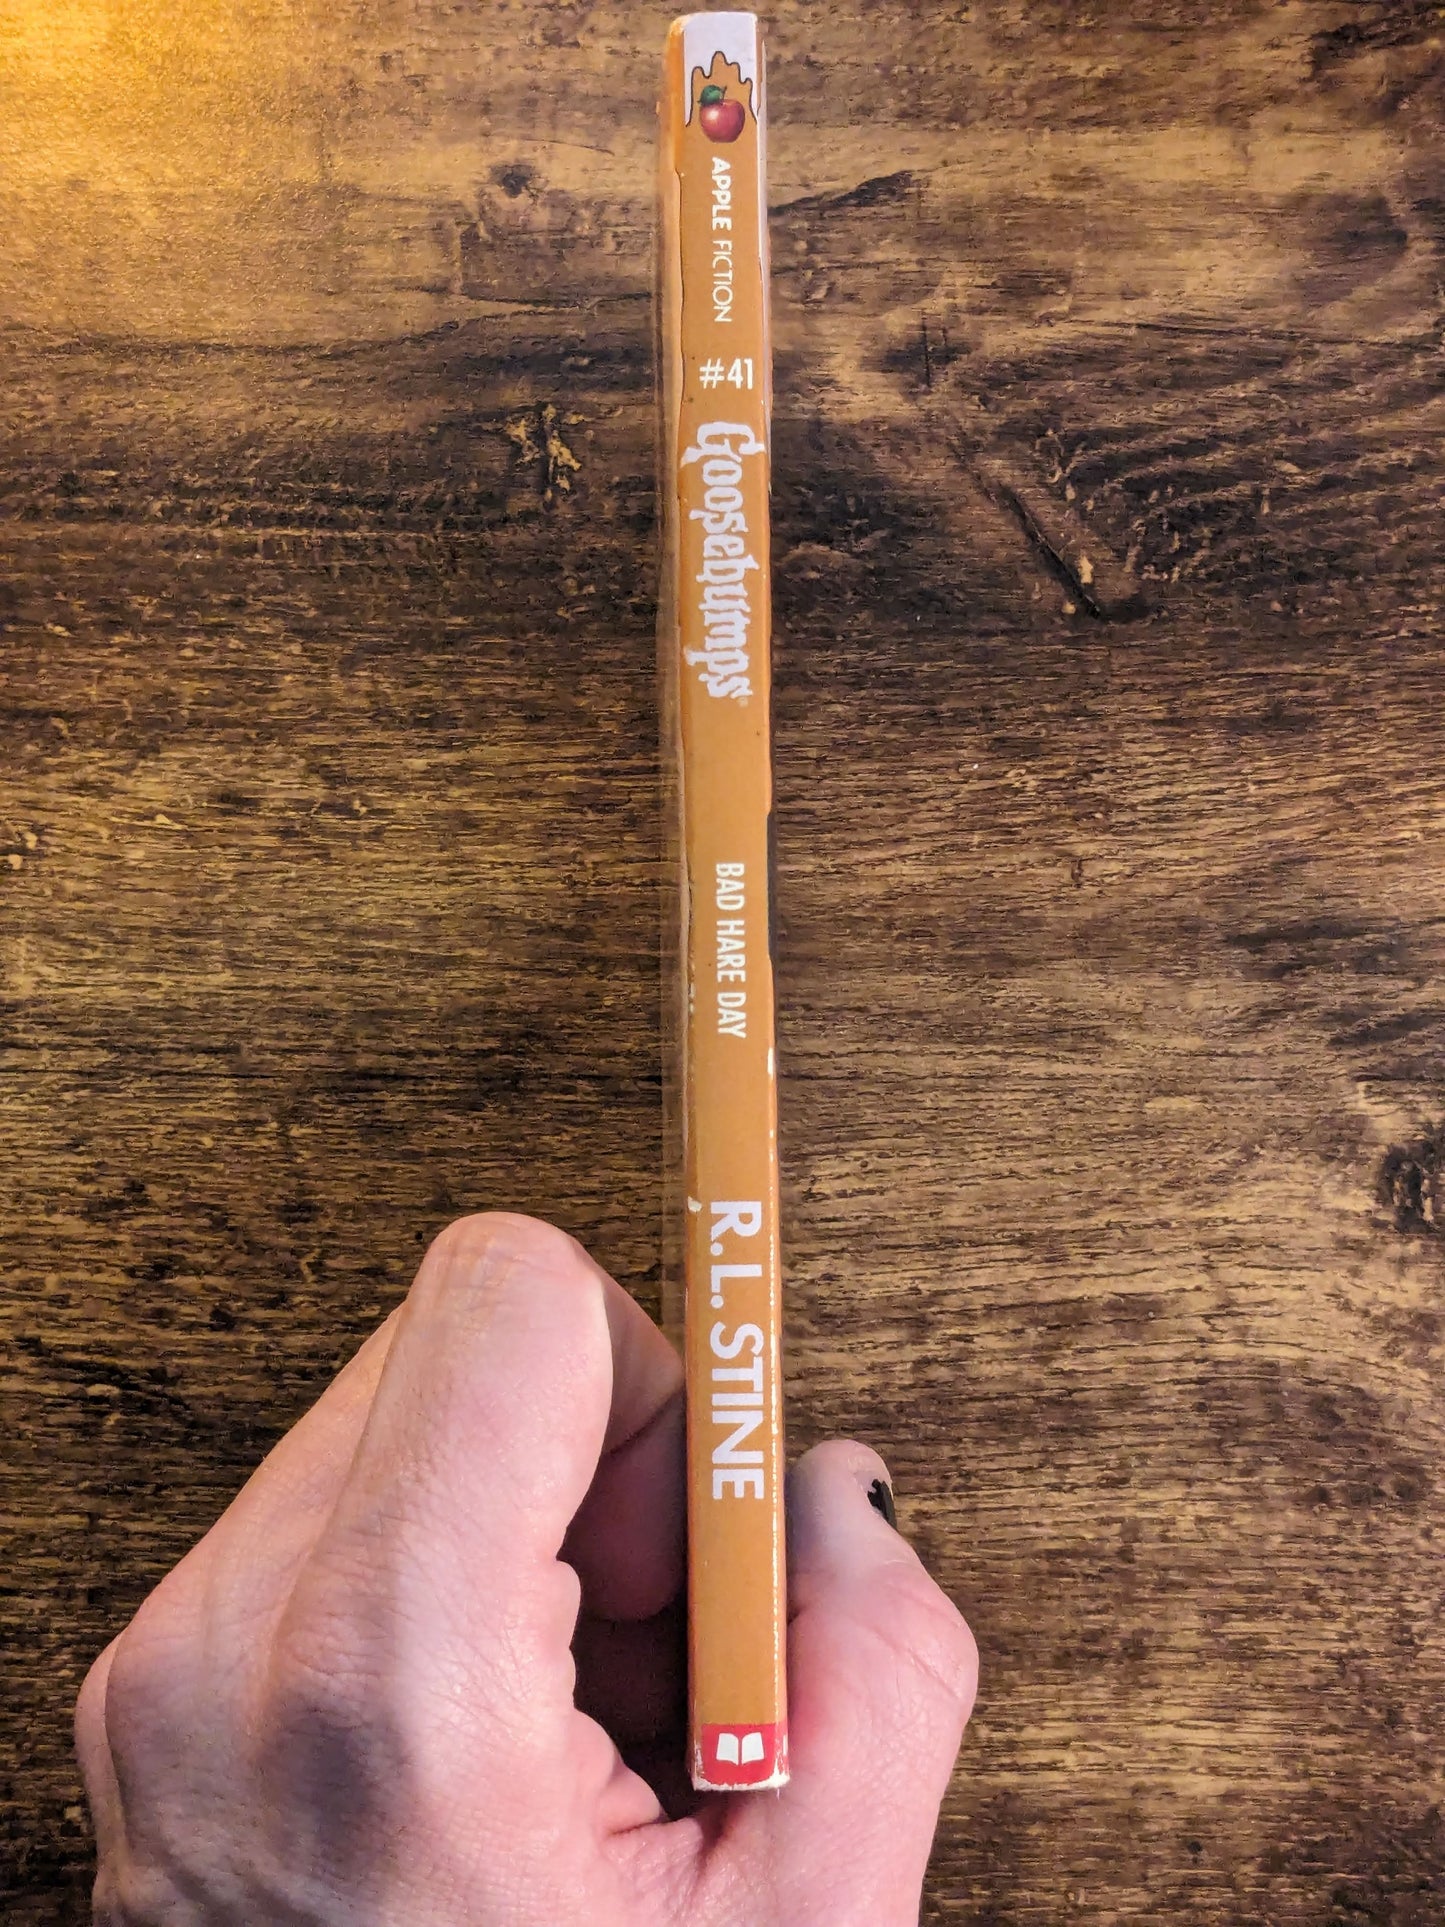 APPLE FICTION
#41
Goosebumps®
BAD HARE DAY
R. L. STINE